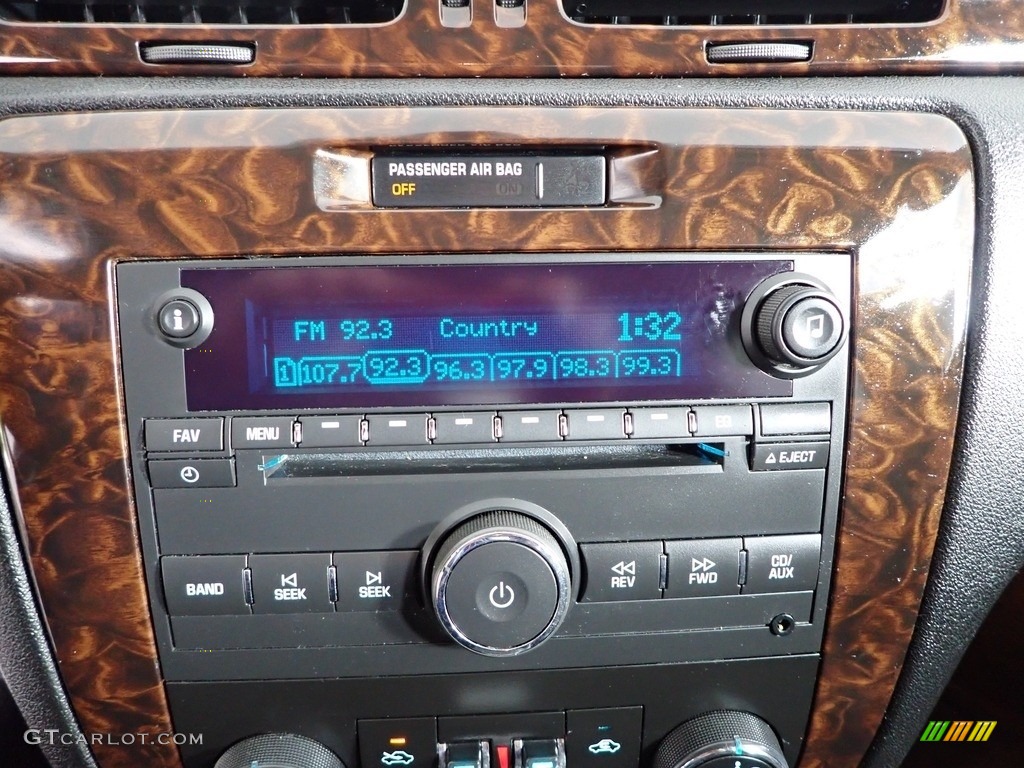 PASSENGER AIR BAG
OFF ON
i
FM 92.3 Country 1:32
1 107.7 92.3 96.3 97.9 98.3 99.3
FAV MENU EQ
EJECT
BAND SEEK SEEK REV FWD CD/
AUX
GTCARLOT.COM